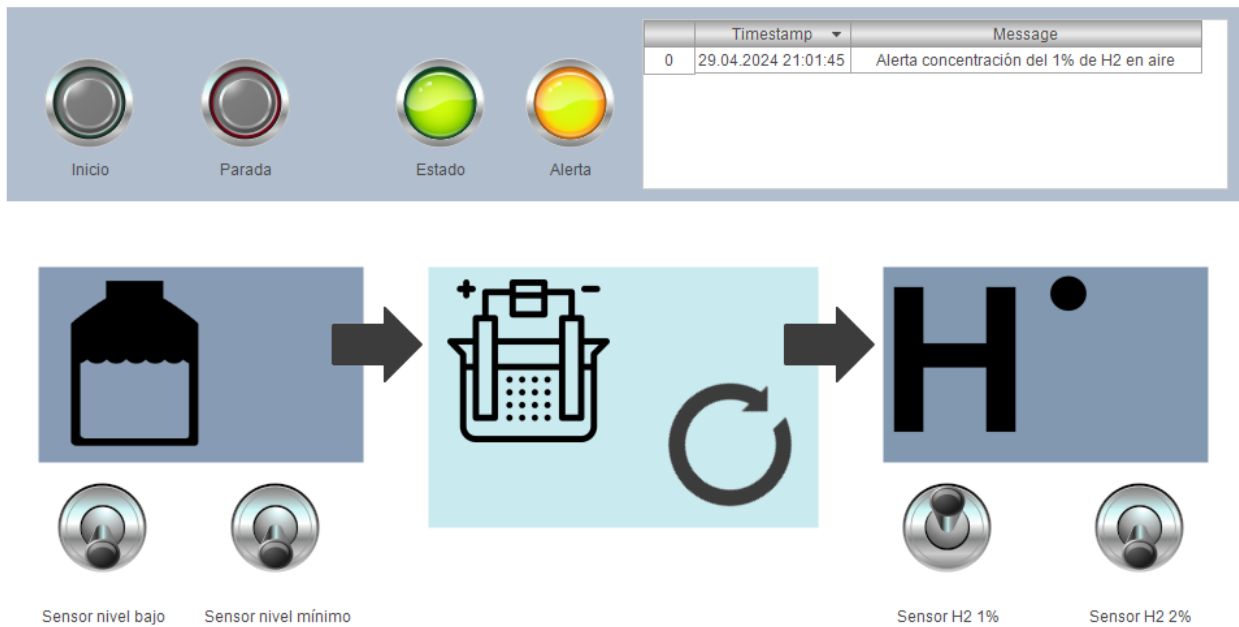 Timestamp Message
0 29.04.2024 21:01:45 Alerta concentración del 1% de H2 en aire
Inicio Parada Estado Alerta
+ −
H
Sensor nivel bajo Sensor nivel mínimo Sensor H2 1% Sensor H2 2%